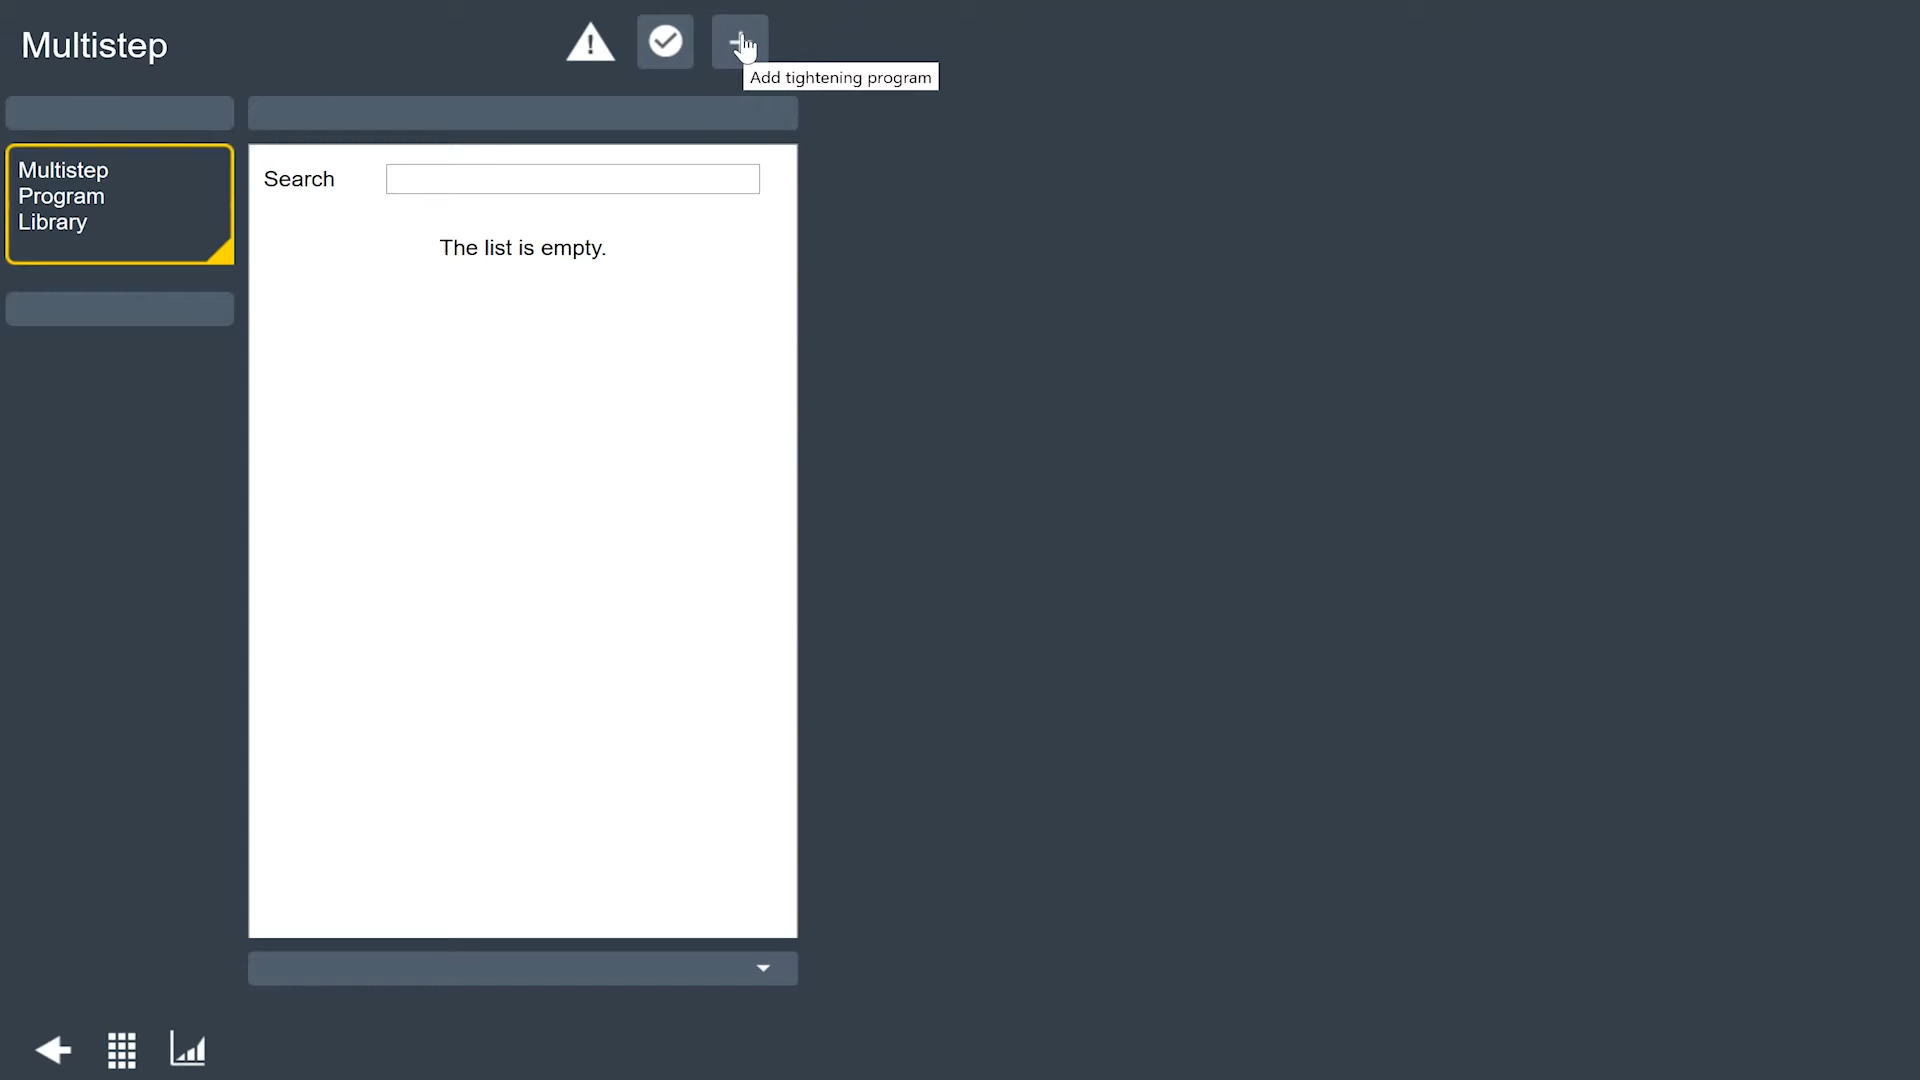 Multistep
Add tightening program
Multistep
Program
Library
Search
The list is empty.